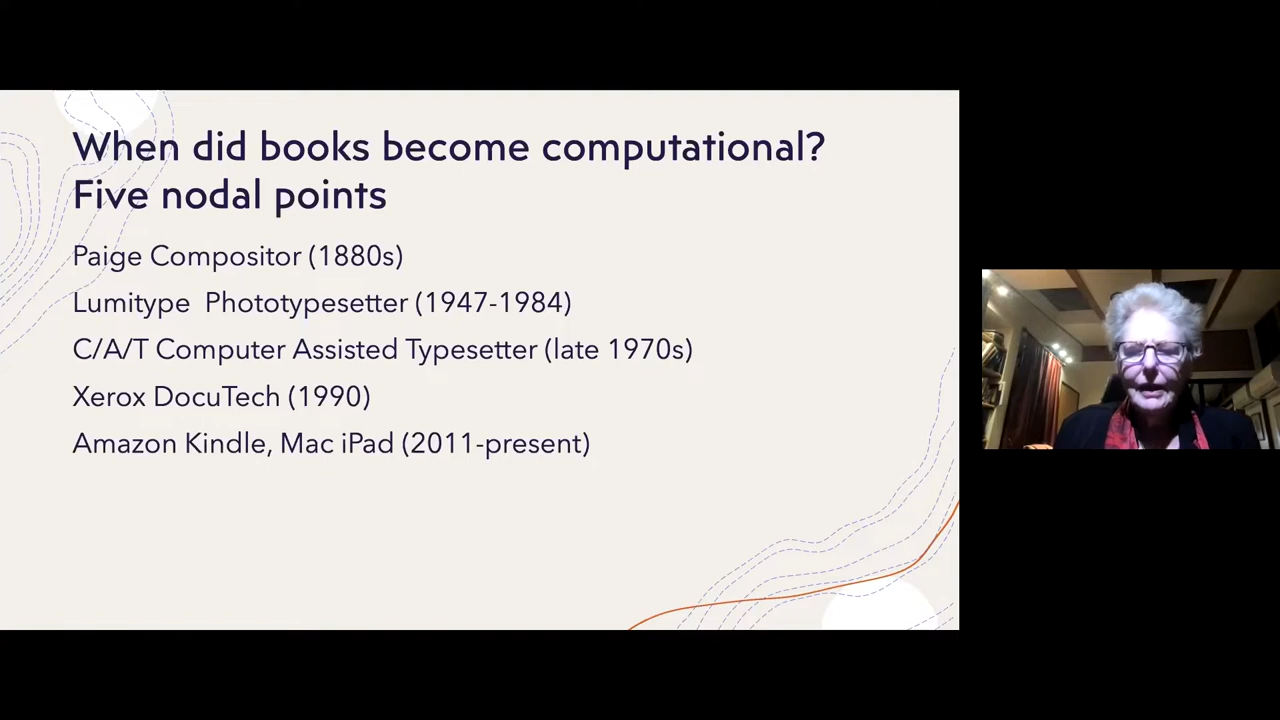 When did books become computational?
Five nodal points
Paige Compositor (1880s)
Lumitype Phototypesetter (1947-1984)
C/A/T Computer Assisted Typesetter (late 1970s)
Xerox DocuTech (1990)
Amazon Kindle, Mac iPad (2011-present)